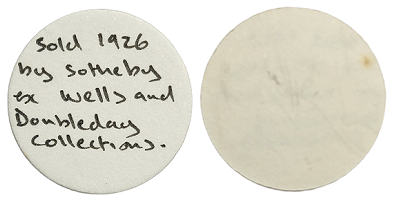 Sold 1926
by Sotheby
ex Wells and
Doubleday
Collections.